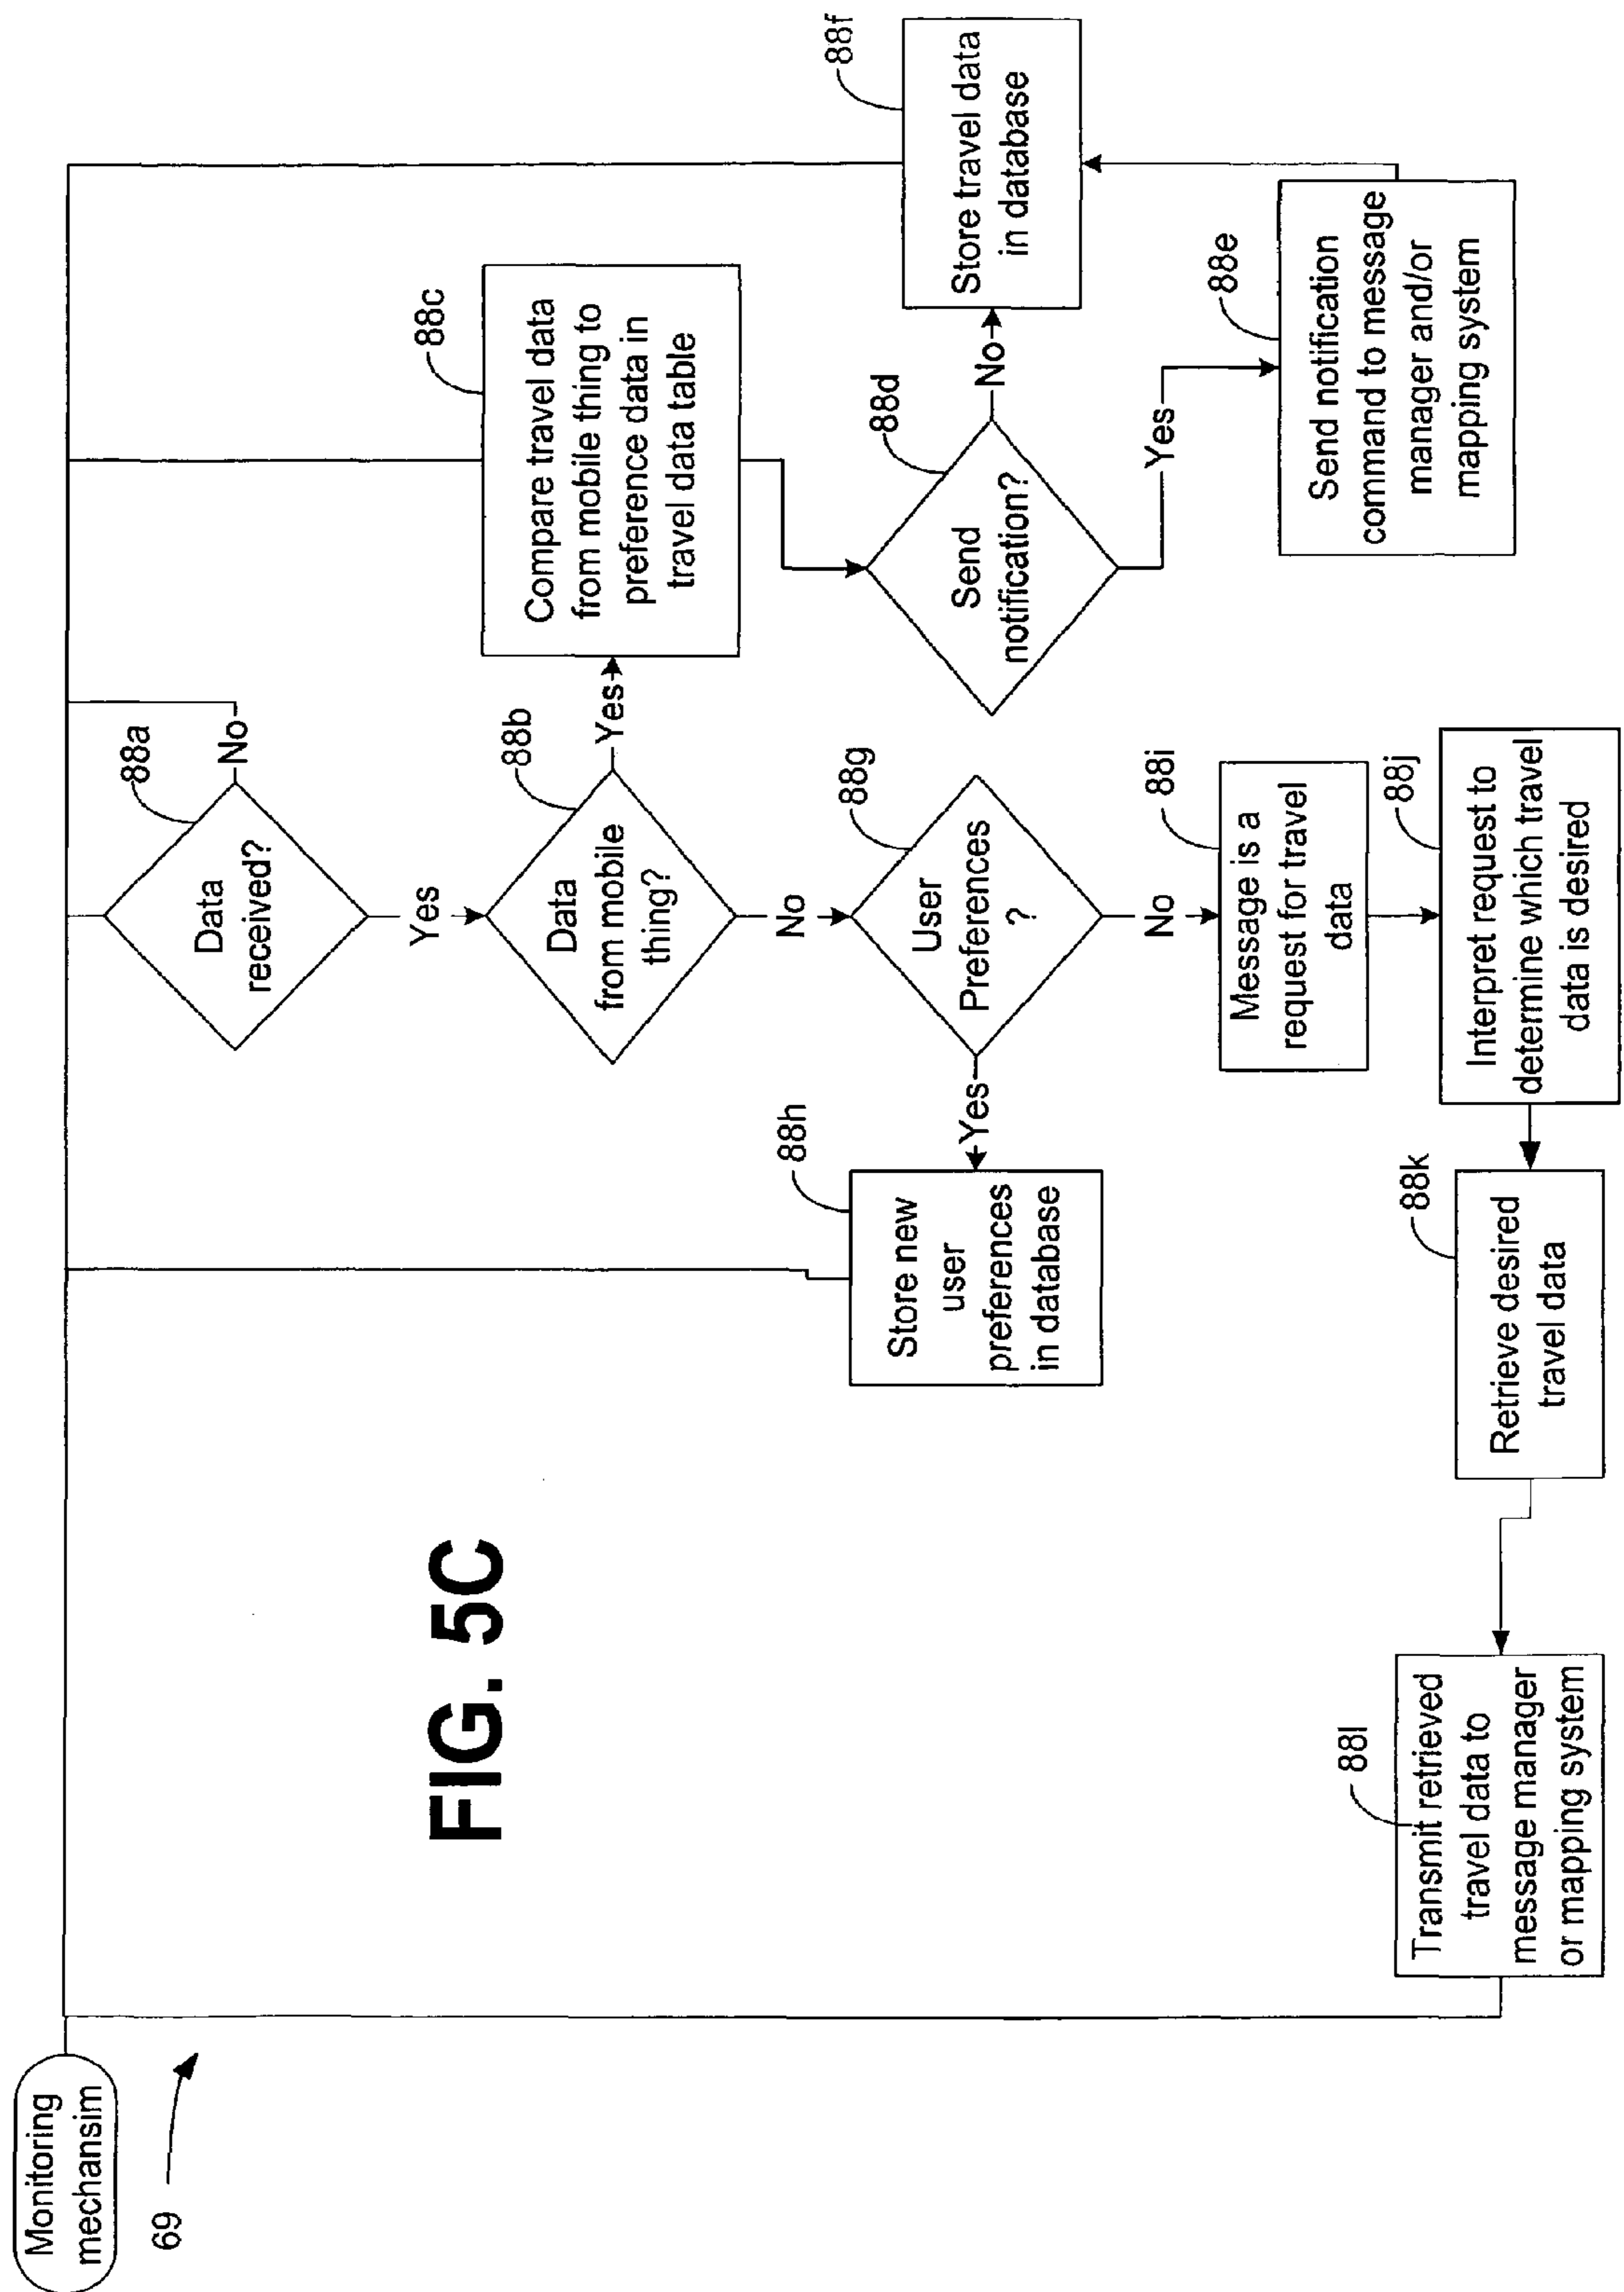 Monitoring
mechansim
69
88a
Data
received?
No
Yes
88b
Data
from mobile
thing?
Yes
No
88c
Compare travel data
from mobile thing to
preference data in
travel data table
88d
Send
notification?
No
Yes
88e
Send notification
command to message
manager and/or
mapping system
88f
Store travel data
in database
88g
User
Preferences
?
Yes
No
88h
Store new
user
preferences
in database
88i
Message is a
request for travel
data
88j
Interpret request to
determine which travel
data is desired
88k
Retrieve desired
travel data
88l
Transmit retrieved
travel data to
message manager
or mapping system
FIG. 5C